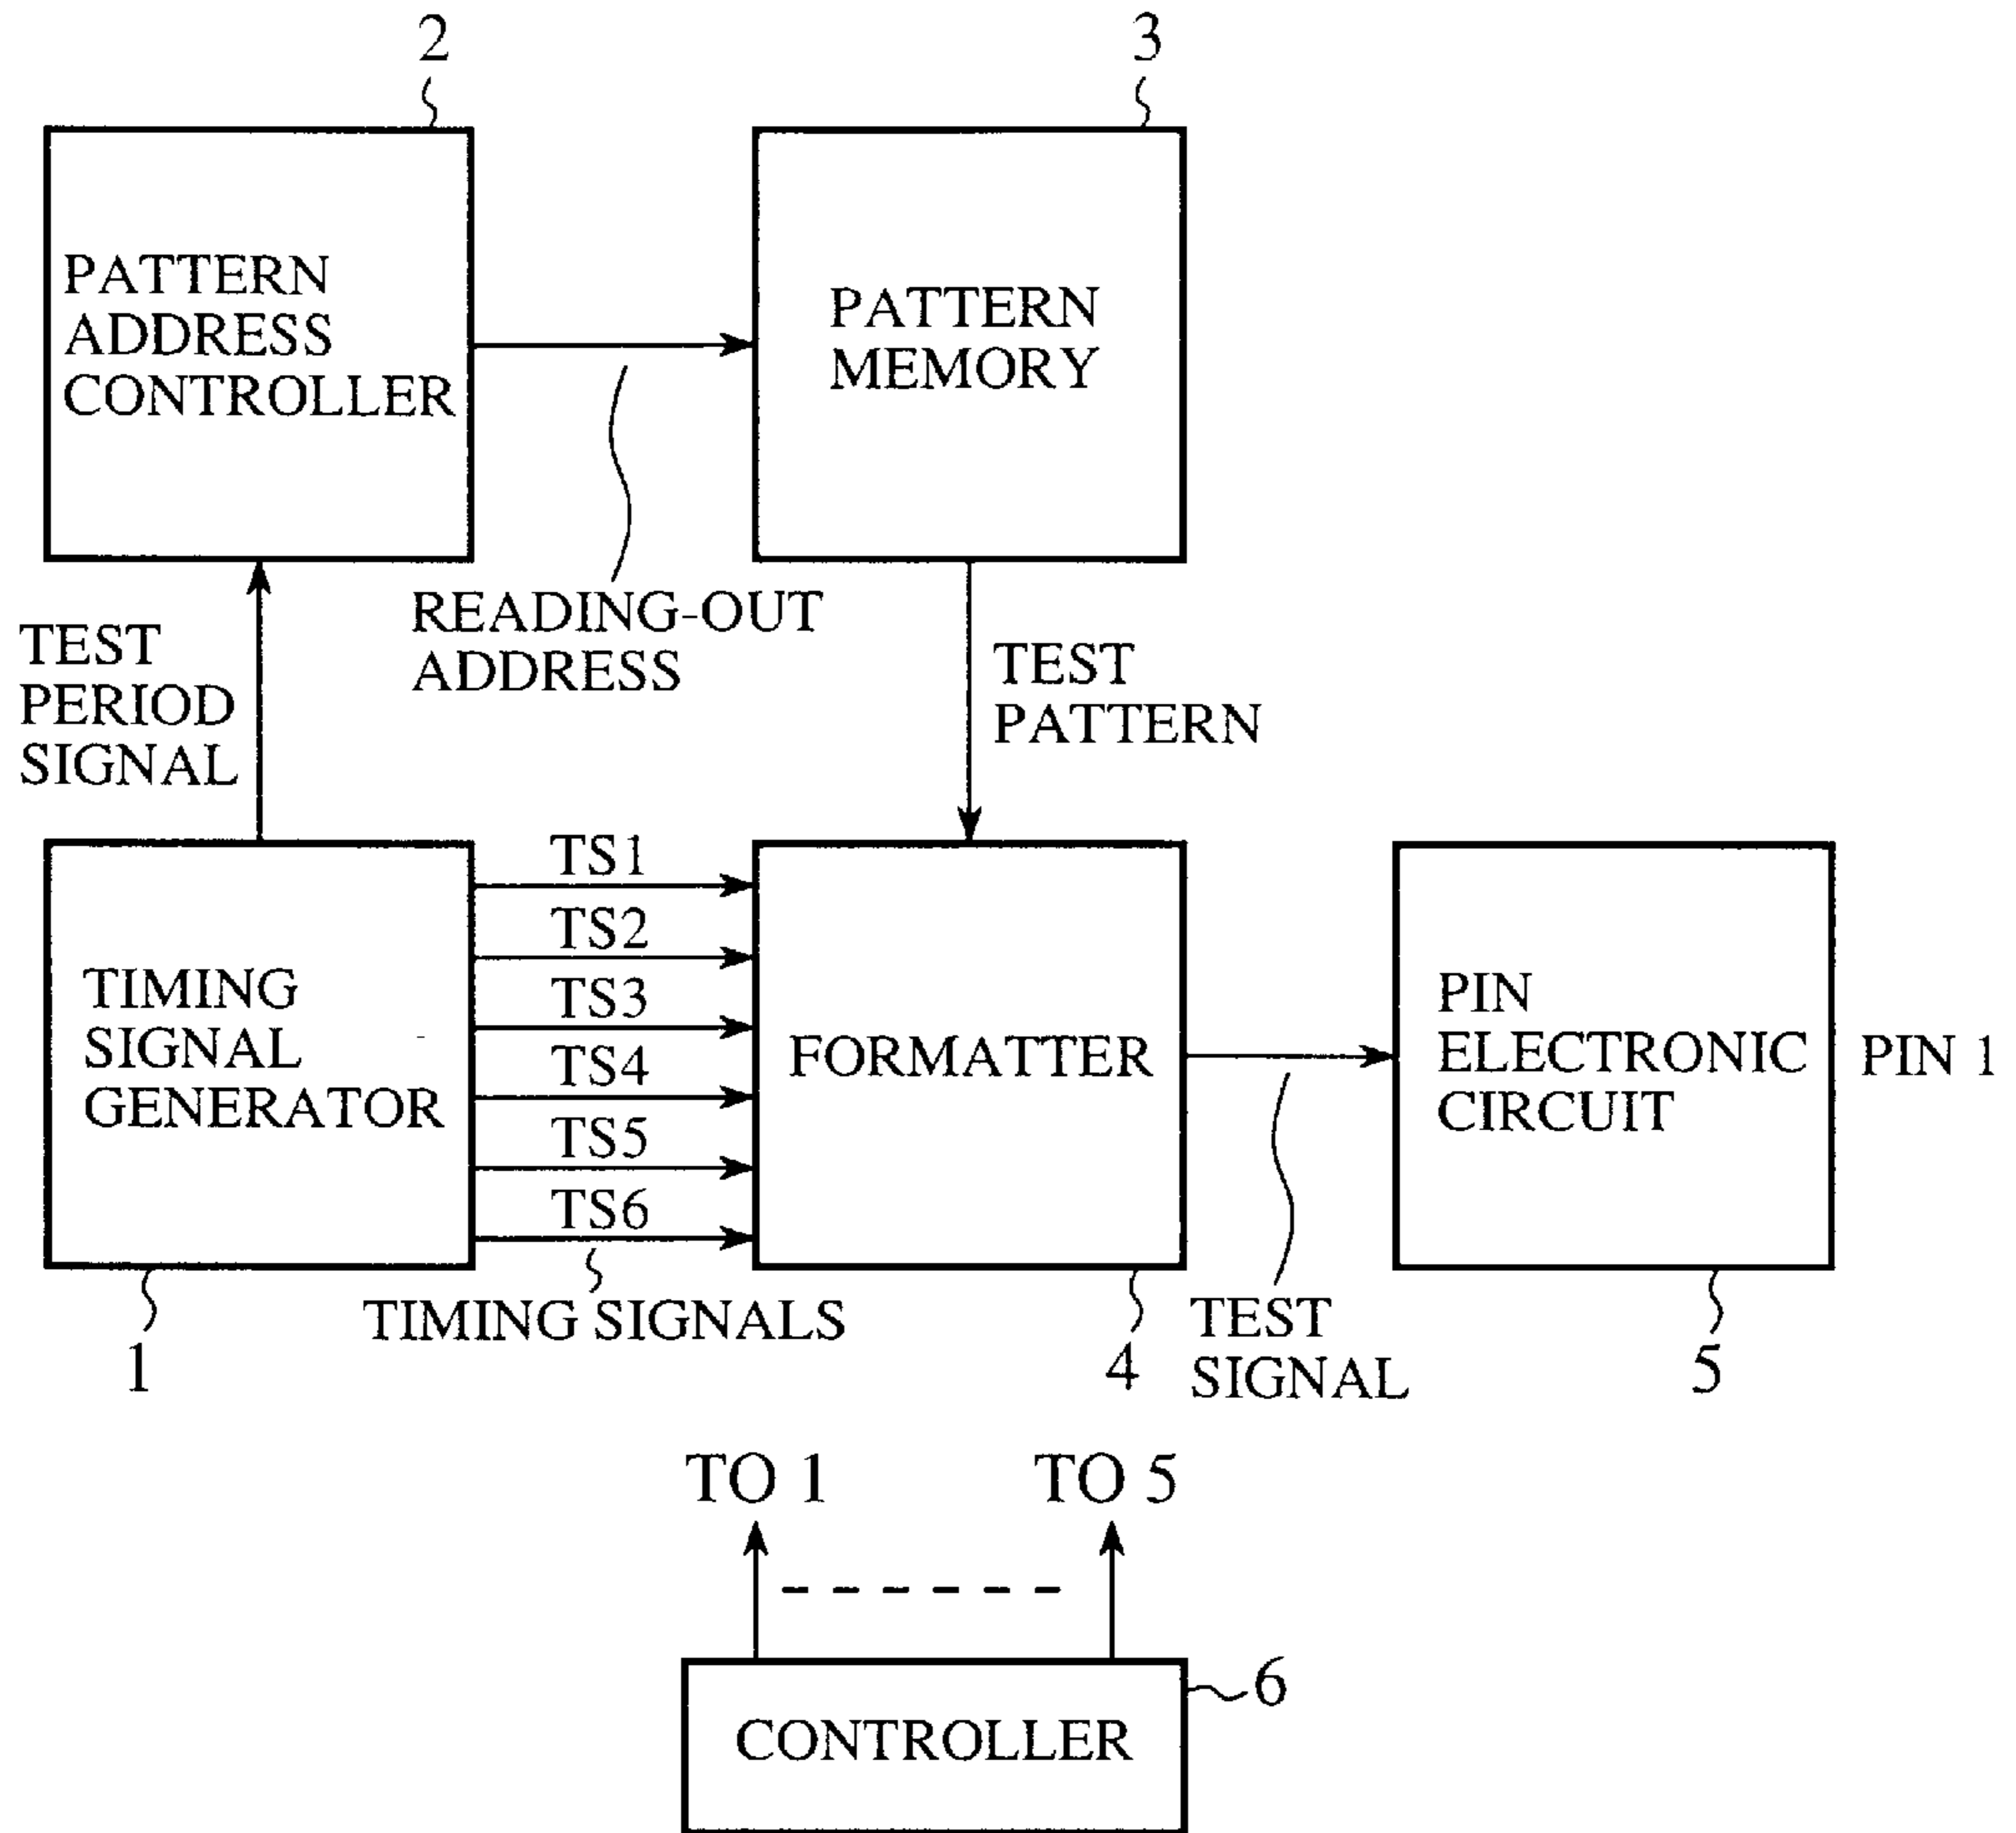 2
3
PATTERN
ADDRESS
CONTROLLER
PATTERN
MEMORY
READING-OUT
ADDRESS
TEST
PERIOD
SIGNAL
TEST
PATTERN
TS1
TS2
TS3
TS4
TS5
TS6
TIMING
SIGNAL
GENERATOR
FORMATTER
PIN
ELECTRONIC
CIRCUIT
PIN 1
TIMING SIGNALS
TEST
SIGNAL
1
4
5
TO 1
TO 5
6
CONTROLLER